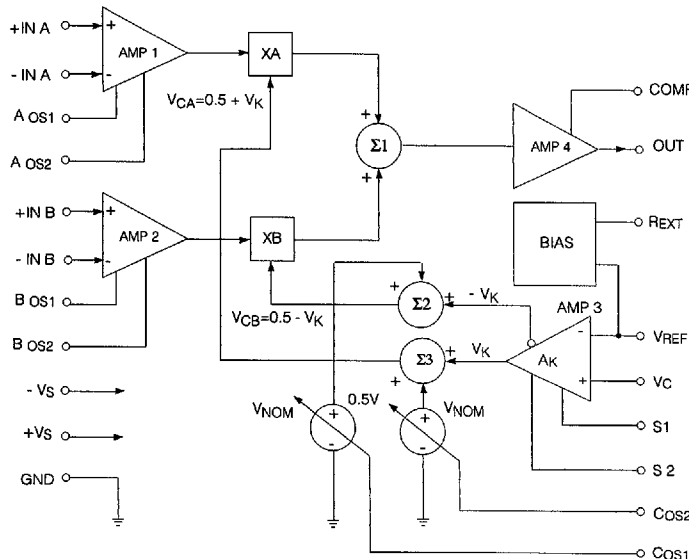 +IN A
- IN A
A OS1
A OS2
+
-
AMP 1
XA
VCA=0.5 + VK
+
Σ1
+
AMP 4
COMP
OUT
+IN B
- IN B
B OS1
B OS2
+
-
AMP 2
XB
VCB=0.5 - VK
BIAS
REXT
AMP 3
+
Σ2
+
- VK
-
VREF
AK
+
VC
Σ3
+
+
VK
S1
S 2
- VS
+VS
GND
VNOM
0.5V
+
-
VNOM
+
-
COS2
COS1